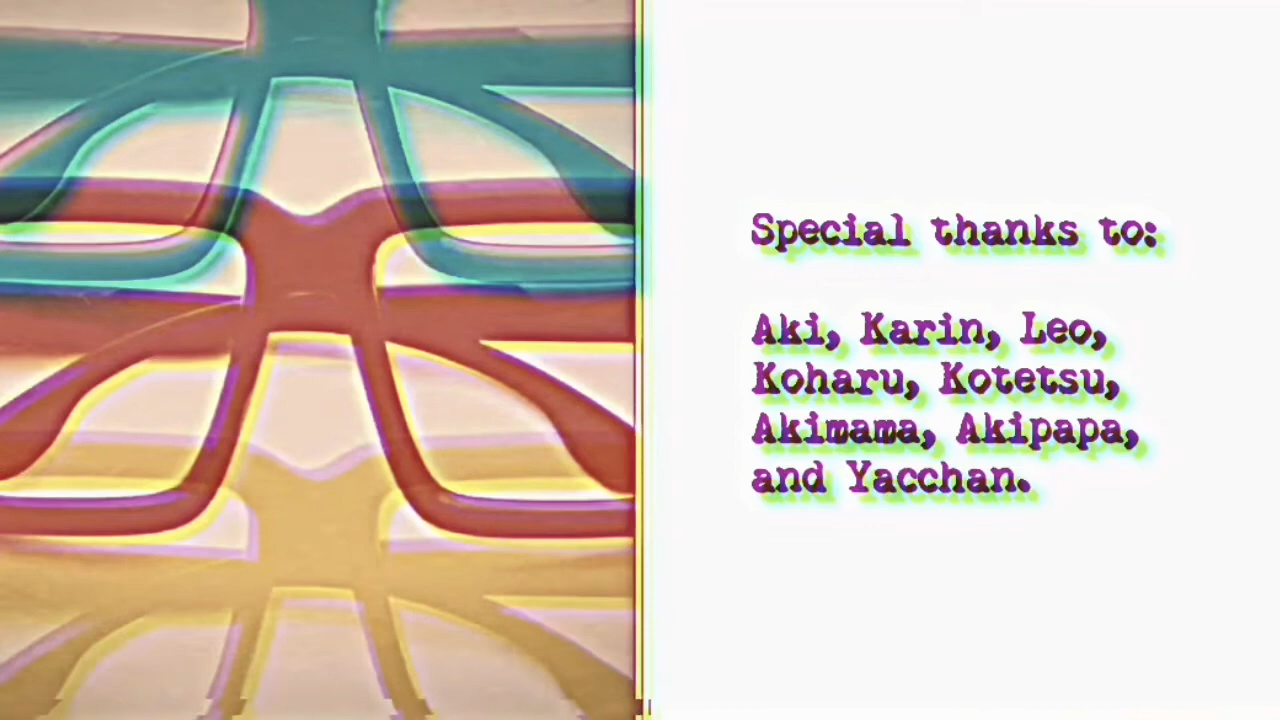 Special thanks to:
Aki, Karin, Leo,
Koharu, Kotetsu,
Akimama, Akipapa,
and Yacchan.